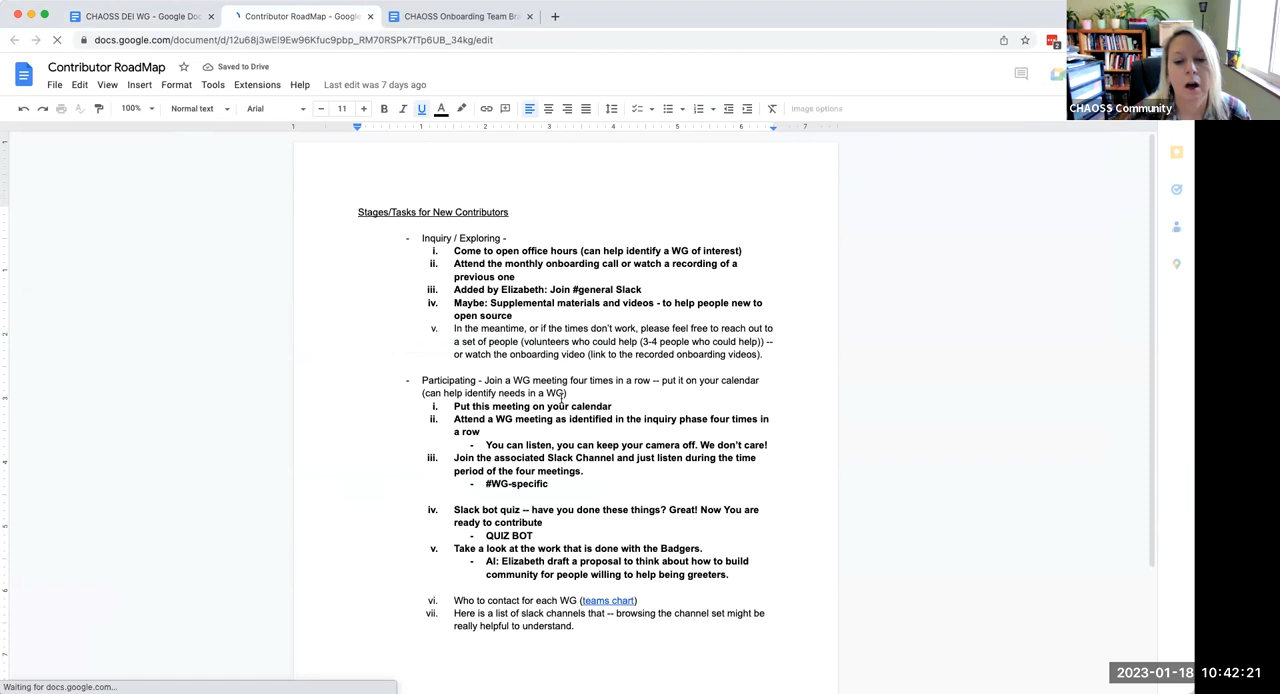 CHAOSS DEI WG - Google Doc
Contributor RoadMap - Google
CHAOSS Onboarding Team Bra
docs.google.com/document/d/12u68j3wEl9Ew96Kfuc9pbp_RM70RSPk7fTp6UB_34kg/edit
Contributor RoadMap
Saved to Drive
File Edit View Insert Format Tools Extensions Help Last edit was 7 days ago
100% Normal text Arial 11 B I U A Image options
CHAOSS Community
1 1 2 3 4 5 6 7
Stages/Tasks for New Contributors
- Inquiry / Exploring -
i. Come to open office hours (can help identify a WG of interest)
ii. Attend the monthly onboarding call or watch a recording of a
previous one
iii. Added by Elizabeth: Join #general Slack
iv. Maybe: Supplemental materials and videos - to help people new to
open source
v. In the meantime, or if the times don't work, please feel free to reach out to
a set of people (volunteers who could help (3-4 people who could help)) --
or watch the onboarding video (link to the recorded onboarding videos).
- Participating - Join a WG meeting four times in a row -- put it on your calendar
(can help identify needs in a WG)
i. Put this meeting on your calendar
ii. Attend a WG meeting as identified in the inquiry phase four times in
a row
- You can listen, you can keep your camera off. We don't care!
iii. Join the associated Slack Channel and just listen during the time
period of the four meetings.
- #WG-specific
iv. Slack bot quiz -- have you done these things? Great! Now You are
ready to contribute
- QUIZ BOT
v. Take a look at the work that is done with the Badgers.
- AI: Elizabeth draft a proposal to think about how to build
community for people willing to help being greeters.
vi. Who to contact for each WG (teams chart)
vii. Here is a list of slack channels that -- browsing the channel set might be
really helpful to understand.
2023-01-18 10:42:21
Waiting for docs.google.com...